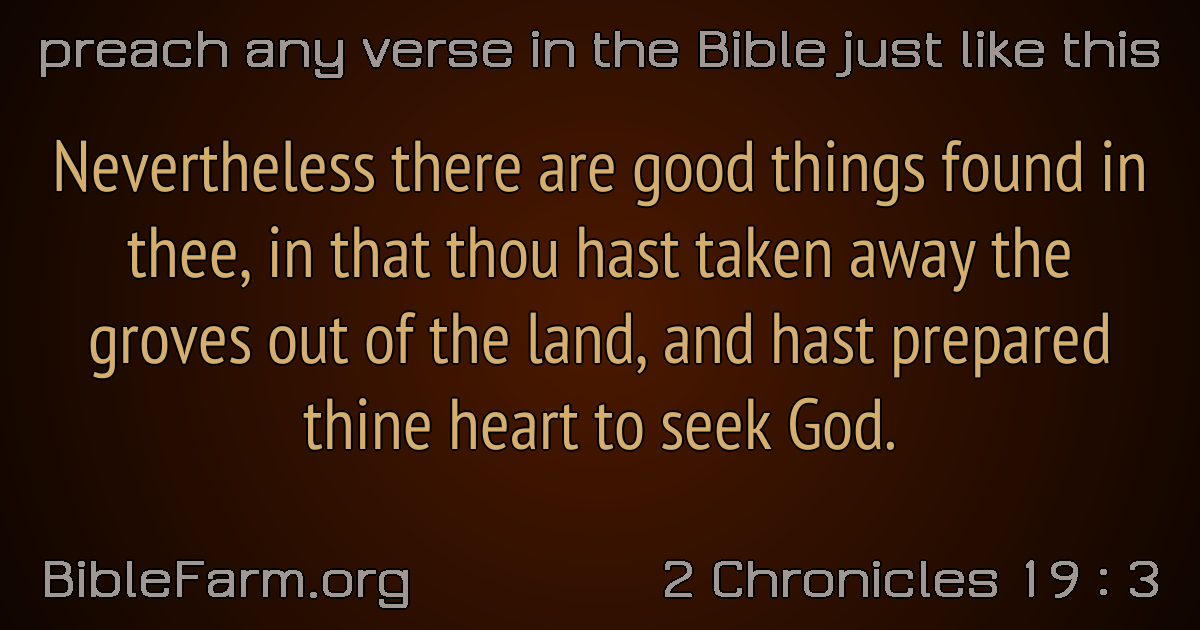 preach any verse in the Bible just like this
Nevertheless there are good things found in
thee, in that thou hast taken away the
groves out of the land, and hast prepared
thine heart to seek God.
BibleFarm.org
2 Chronicles 19 : 3